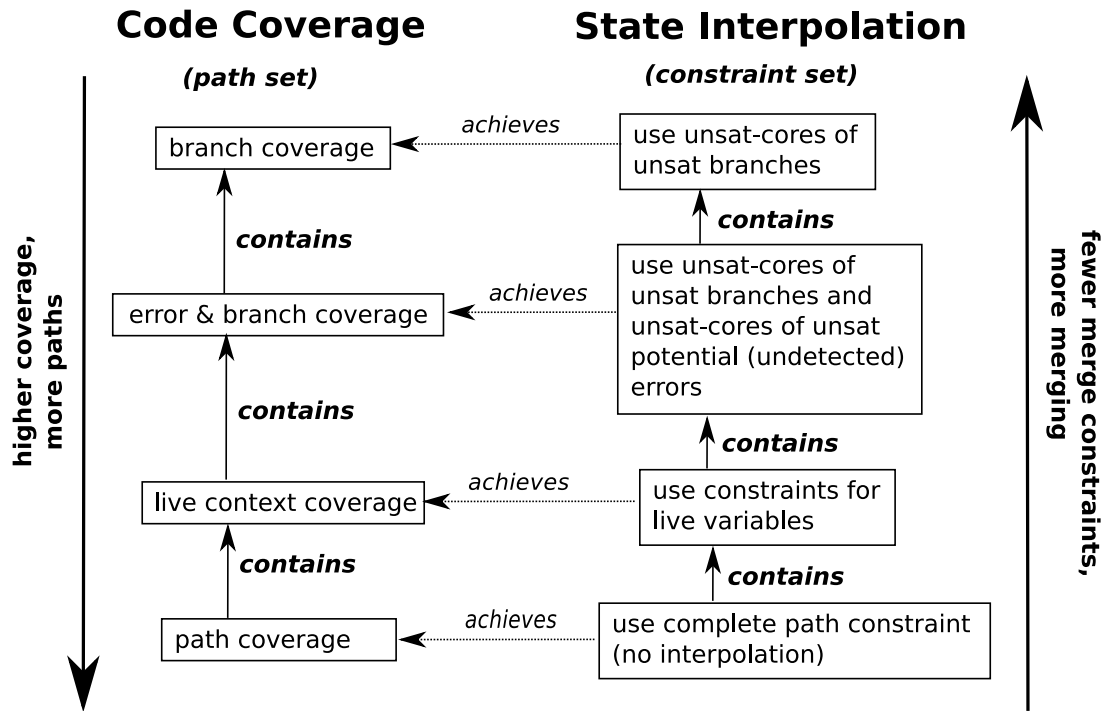 Code Coverage
State Interpolation
(path set)
(constraint set)
branch coverage
achieves
use unsat-cores of
unsat branches
contains
contains
error & branch coverage
achieves
use unsat-cores of
unsat branches and
unsat-cores of unsat
potential (undetected)
errors
contains
contains
live context coverage
achieves
use constraints for
live variables
contains
contains
path coverage
achieves
use complete path constraint
(no interpolation)
higher coverage,
more paths
fewer merge constraints,
more merging